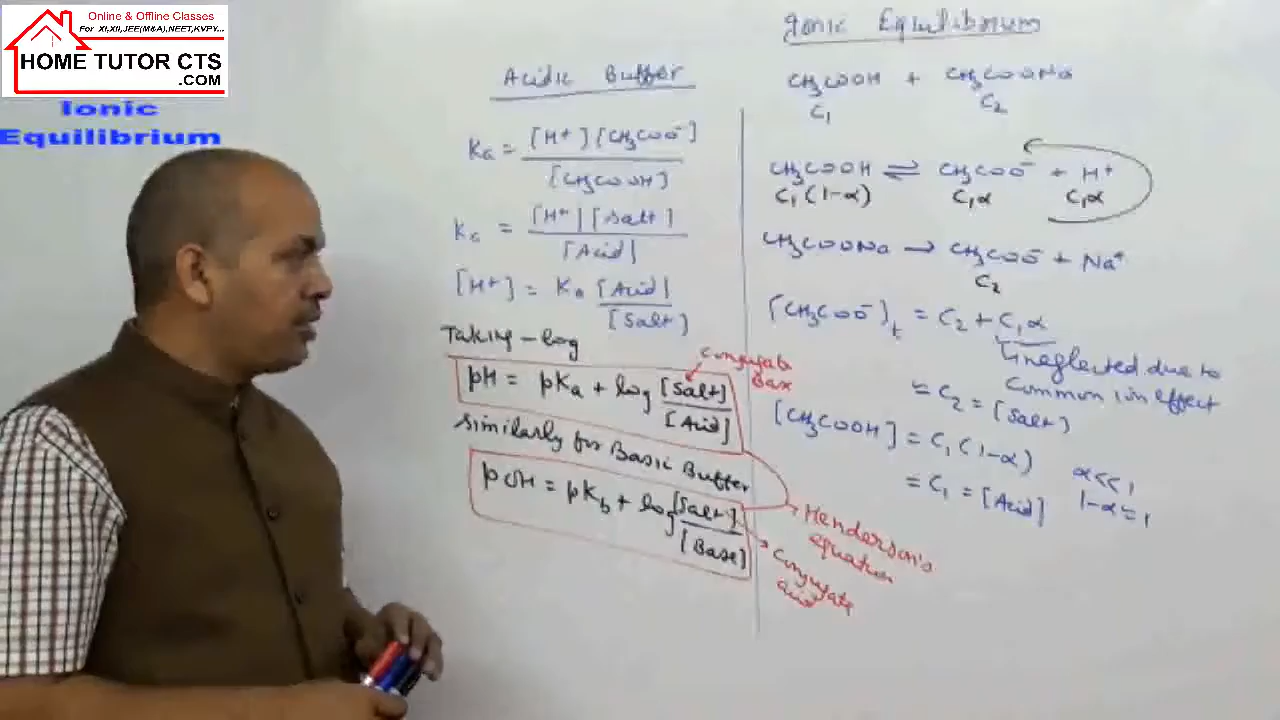 Online & Offline Classes
For XI,XII,JEE(M&A),NEET,KVPY...
HOME TUTOR CTS
.COM
Ionic
Equilibrium
Ionic Equilibrium
CH3COOH + CH3COONa
C1 C2
CH3COOH ⇌ CH3COO⁻ + H⁺
C1(1-α) C1α C1α
CH3COONa → CH3COO⁻ + Na⁺
C2
[CH3COO⁻]t = C2 + C1α
neglected due to
common ion effect
= C2 = [Salt]
[CH3COOH] = C1(1-α) α<<1
= C1 = [Acid] 1-α ≈ 1
Acidic Buffer
Ka = [H⁺][CH3COO⁻]
[CH3COOH]
Ka = [H⁺][Salt]
[Acid]
[H⁺] = Ka [Acid]
[Salt]
Taking -log
pH = pKa + log [Salt]
[Acid]
conjugate
Base
Similarly for Basic Buffer
pOH = pKb + log [Salt]
[Base]
Henderson's
equation
conjugate
acid